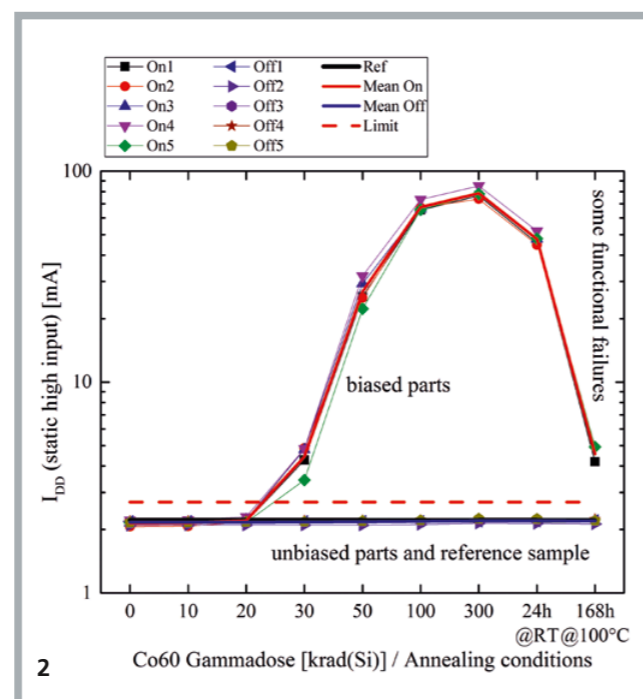 On1 Off1 Ref
On2 Off2 Mean On
On3 Off3 Mean Off
On4 Off4 Limit
On5 Off5
100
10
1
I_DD (static high input) [mA]
biased parts
some functional failures
unbiased parts and reference sample
0 10 20 30 50 100 300 24h 168h
@RT @100°C
Co60 Gammadose [krad(Si)] / Annealing conditions
2